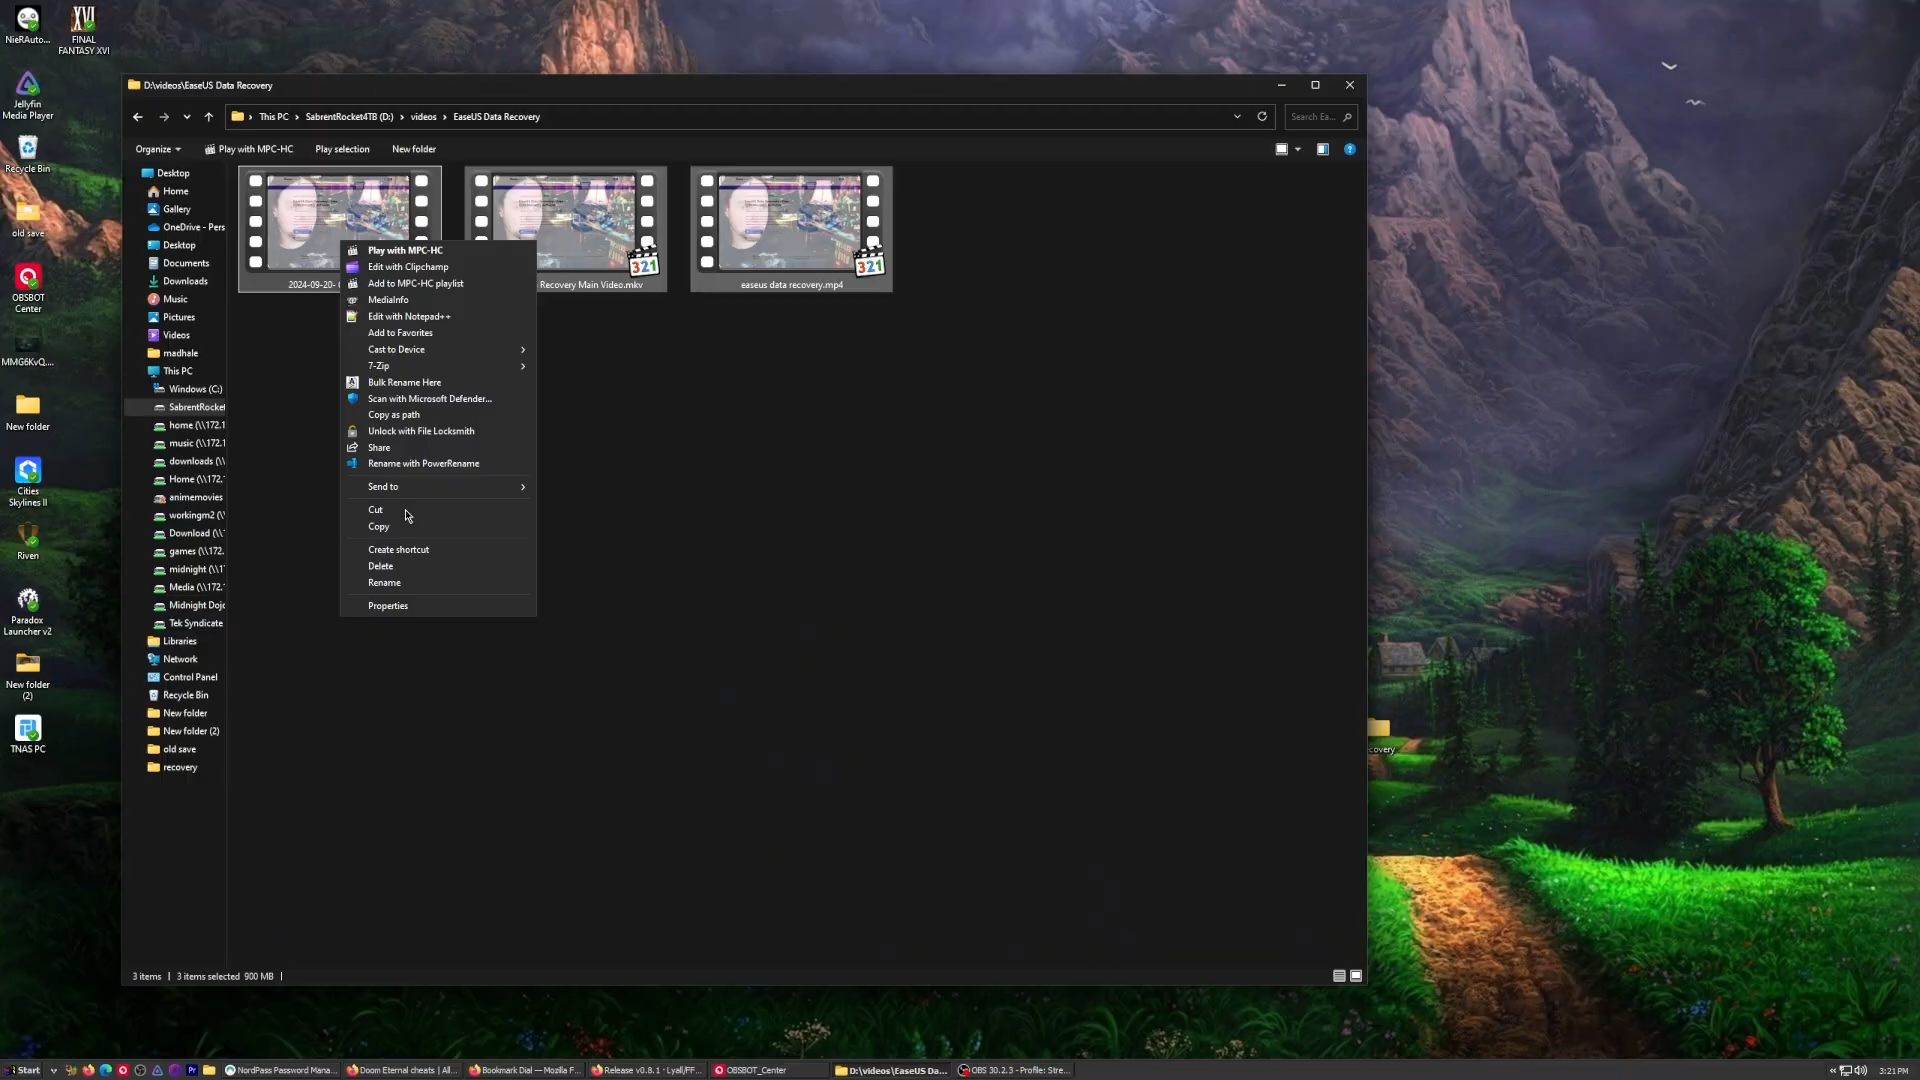 NieRAuto...
FINAL
FANTASY XVI
Jellyfin
Media Player
Recycle Bin
old save
OBSBOT
Center
MMG6KvQ....
New folder
Cities
Skylines II
Riven
Paradox
Launcher v2
New folder
(2)
TNAS PC
D:\videos\EaseUS Data Recovery
This PC > SabrentRocket4TB (D:) > videos > EaseUS Data Recovery
Search Ea...
Organize
Play with MPC-HC
Play selection
New folder
Desktop
Home
Gallery
OneDrive - Pers
Desktop
Documents
Downloads
Music
Pictures
Videos
madhale
This PC
Windows (C:)
SabrentRocket
home (\\172.1
music (\\172.1
downloads (\\
Home (\\172.
animemovies
workingm2 (\\
Download (\\
games (\\172.
midnight (\\1
Media (\\172.
Midnight Dojo
Tek Syndicate
Libraries
Network
Control Panel
Recycle Bin
New folder
New folder (2)
old save
recovery
2024-09-20-
Recovery Main Video.mkv
321
easeus data recovery.mp4
321
Play with MPC-HC
Edit with Clipchamp
Add to MPC-HC playlist
MediaInfo
Edit with Notepad++
Add to Favorites
Cast to Device
7-Zip
Bulk Rename Here
Scan with Microsoft Defender...
Copy as path
Unlock with File Locksmith
Share
Rename with PowerRename
Send to
Cut
Copy
Create shortcut
Delete
Rename
Properties
covery
3 items | 3 items selected 900 MB |
Start
NordPass Password Mana...
Doom Eternal cheats | All...
Bookmark Dial — Mozilla F...
Release v0.8.1 · Lyall/FF...
OBSBOT_Center
D:\videos\EaseUS Da...
OBS 30.2.3 - Profile: Stre...
3:21 PM